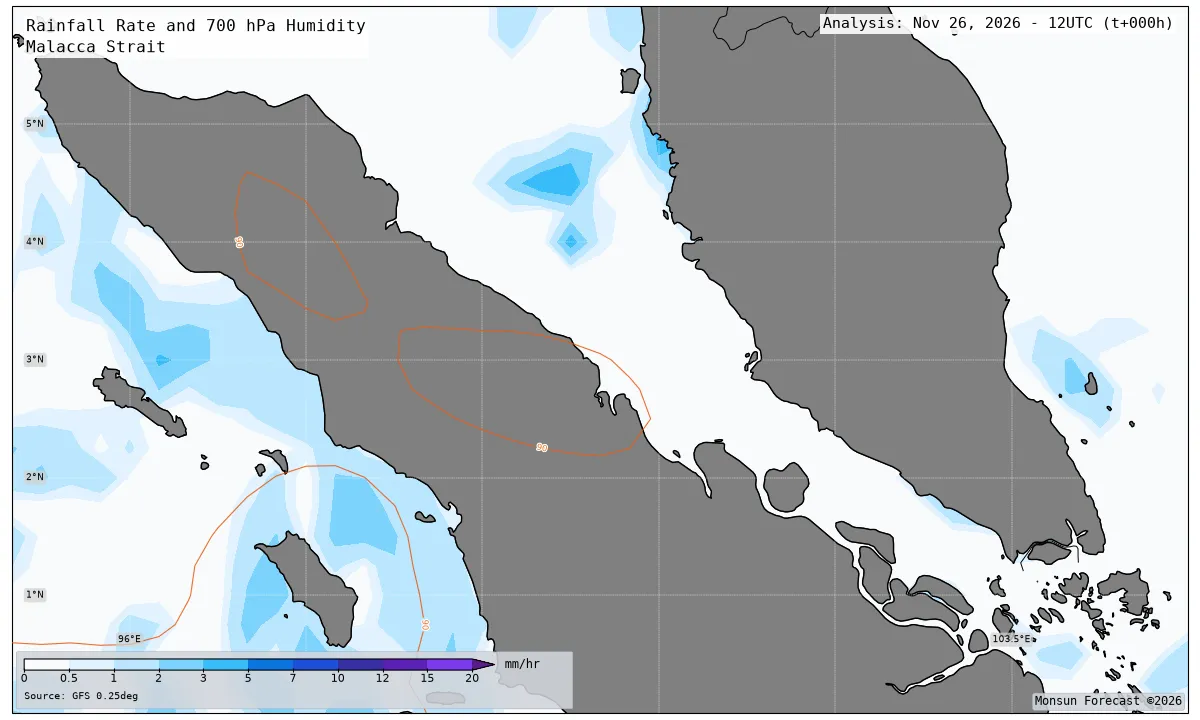 Rainfall Rate and 700 hPa Humidity
Malacca Strait
Analysis: Nov 26, 2026 - 12UTC (t+000h)
5°N
4°N
90
3°N
90
2°N
1°N
90
96°E
103.5°E
mm/hr
0 0.5 1 2 3 5 7 10 12 15 20
Source: GFS 0.25deg
Monsun Forecast ©2026